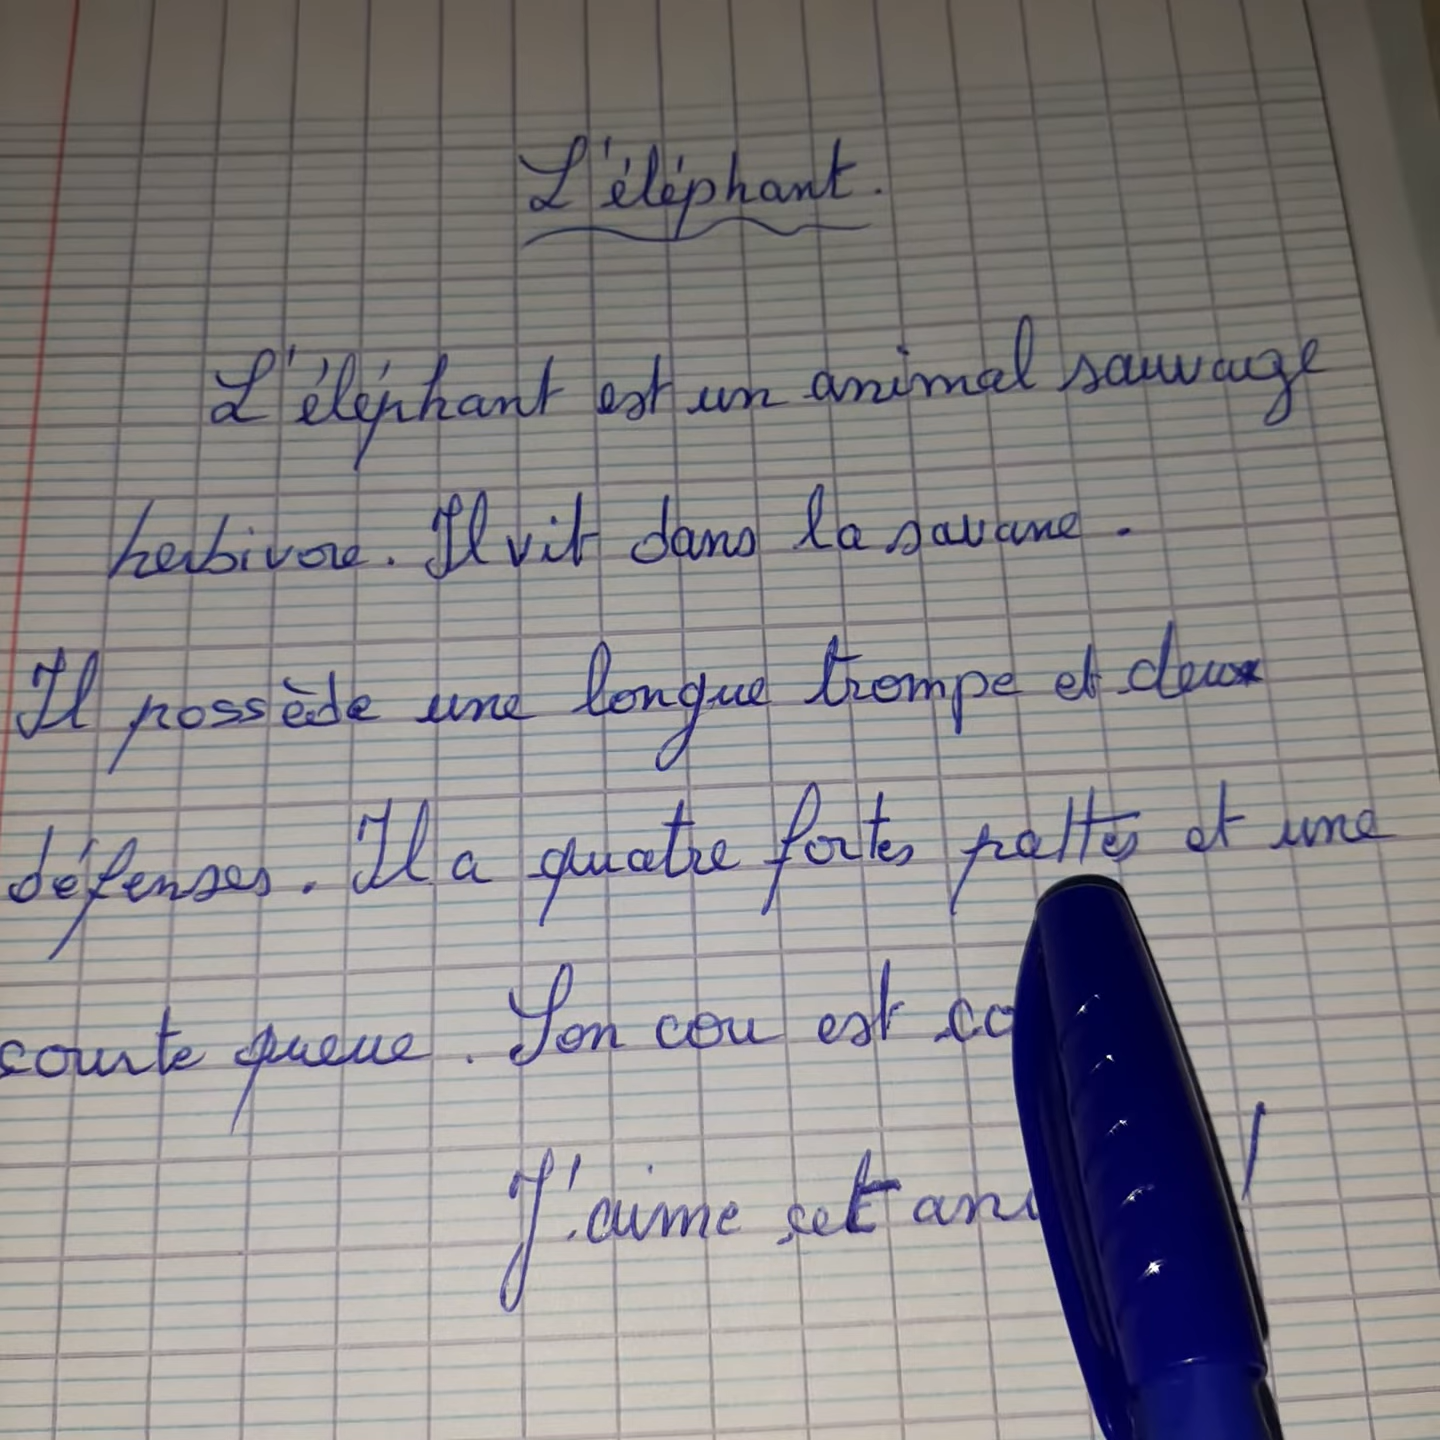 L'éléphant.
L'éléphant est un animal sauvage
herbivore. Il vit dans la savane.
Il possède une longue trompe et deux
défenses. Il a quatre fortes pattes et une
courte queue. Son cou est
J'aime cet